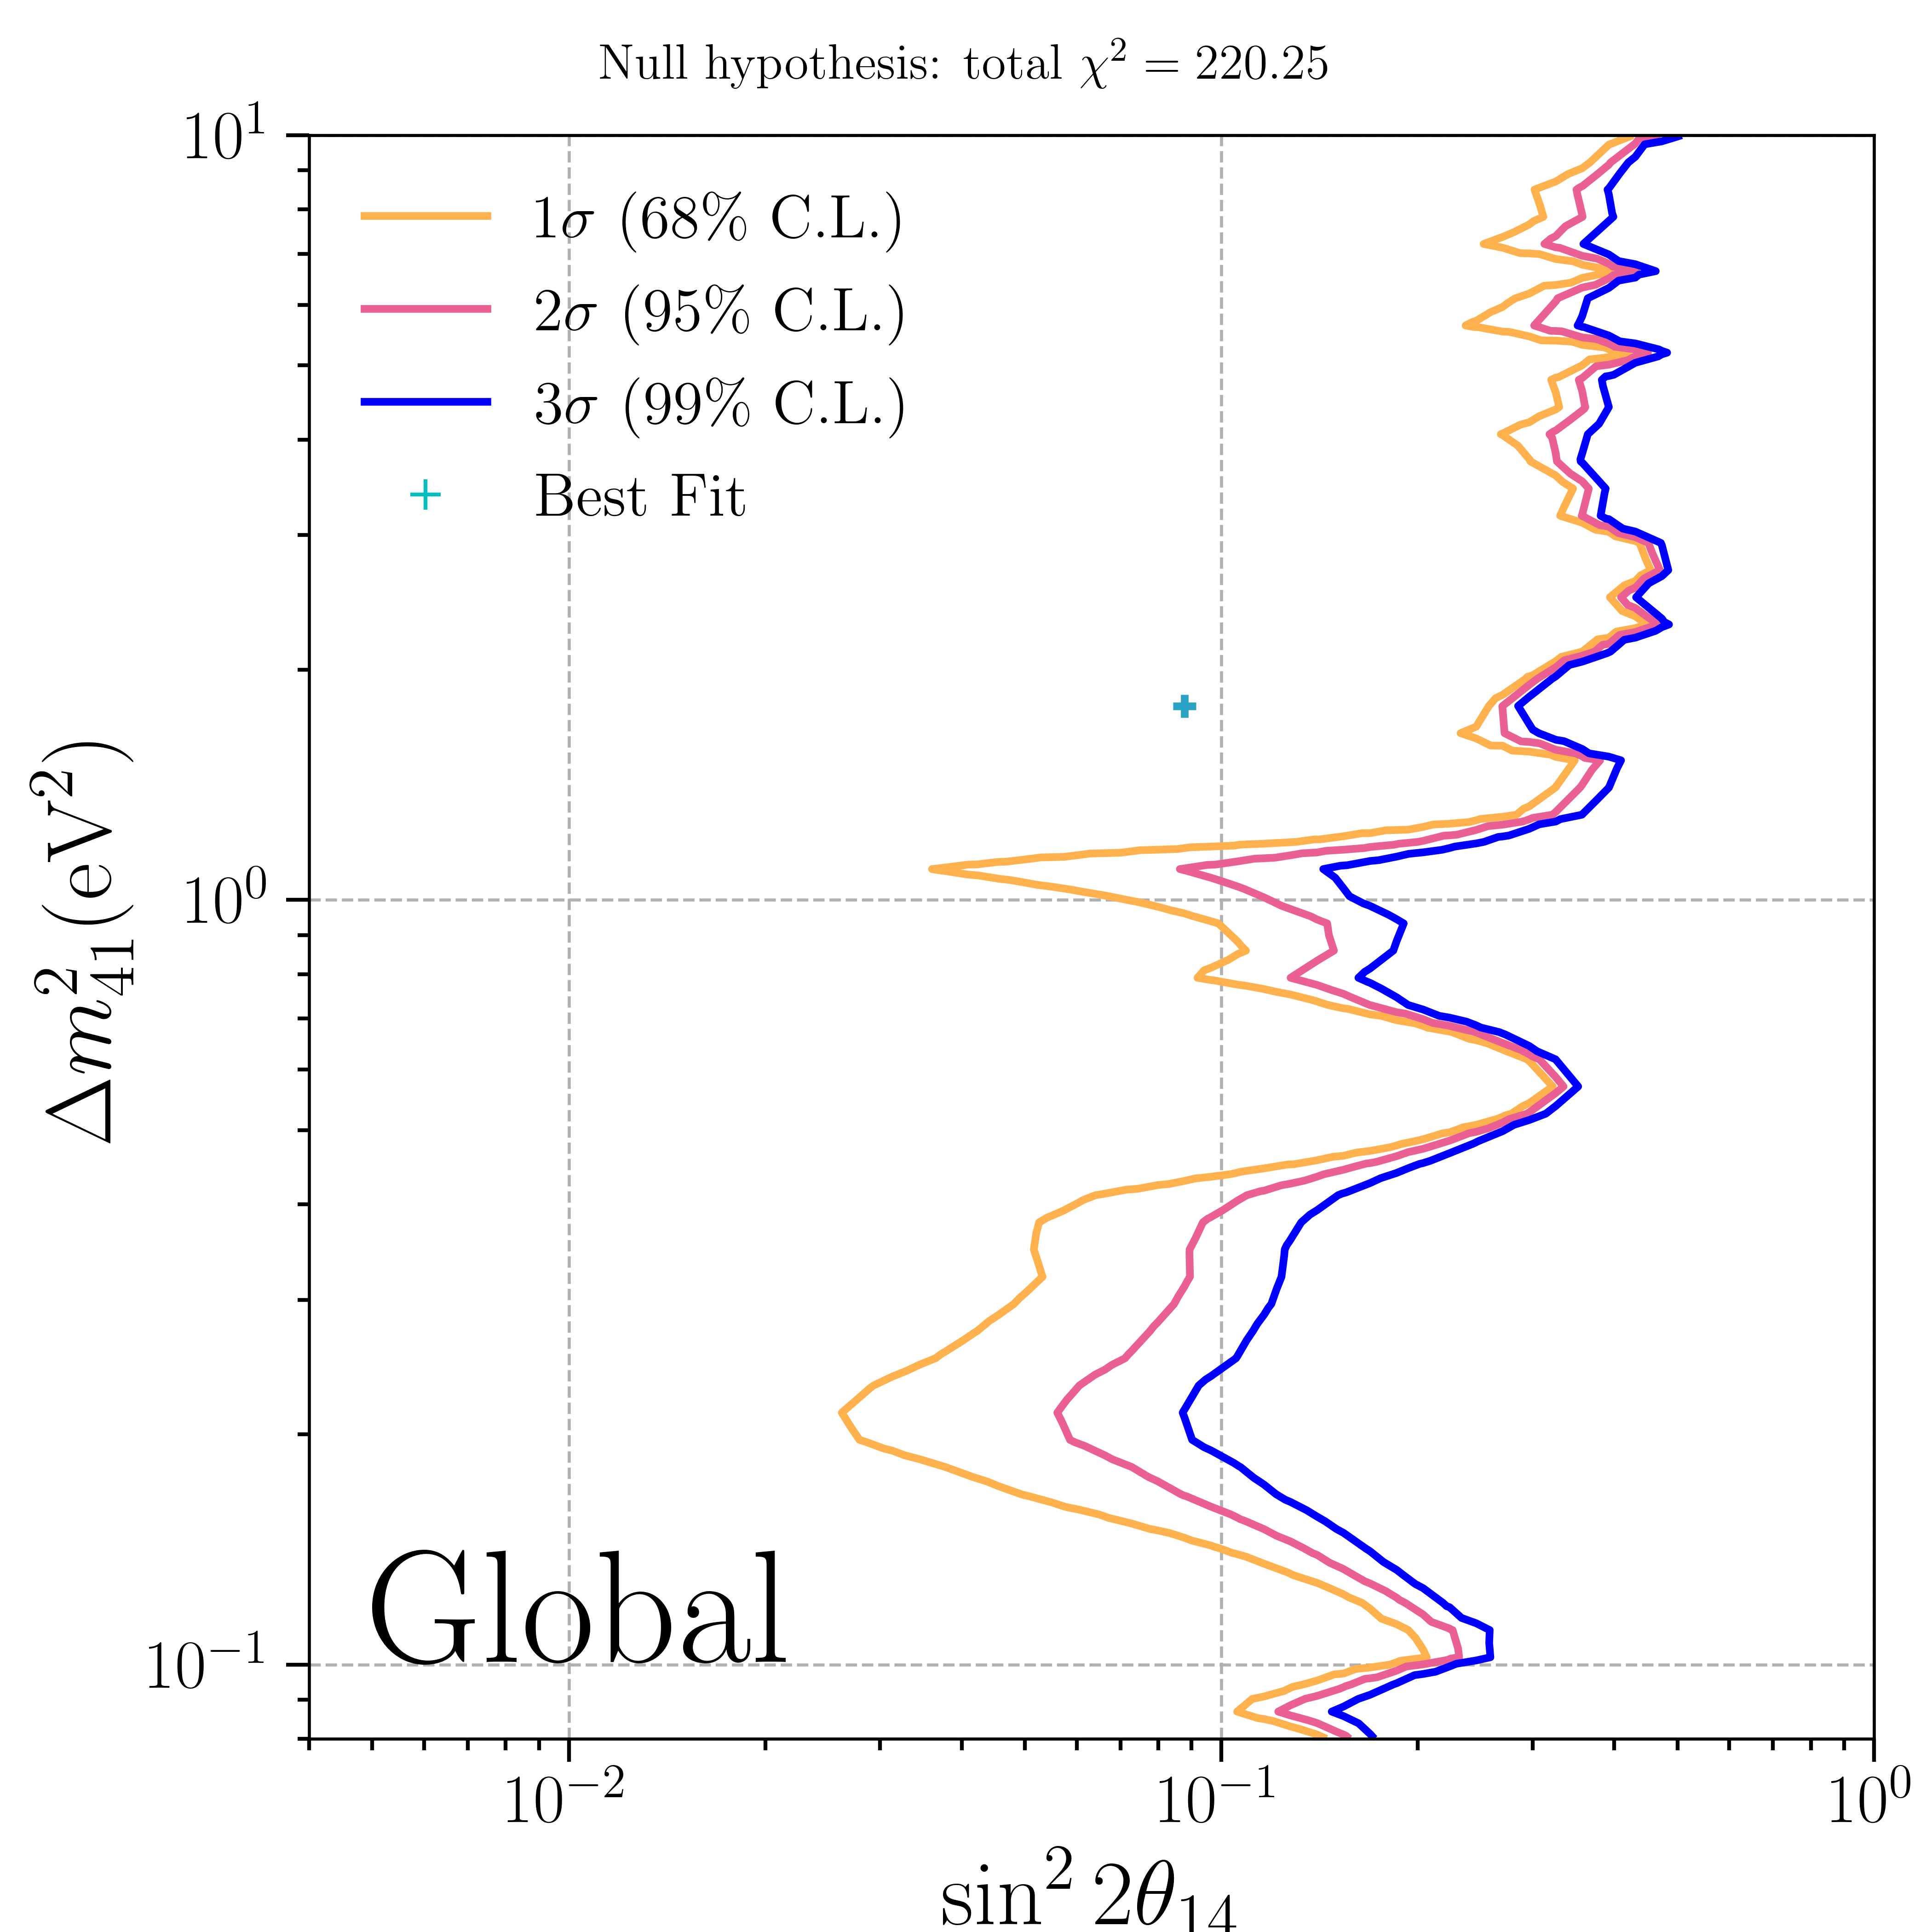 Null hypothesis: total χ² = 220.25
10¹
1σ (68% C.L.)
2σ (95% C.L.)
3σ (99% C.L.)
Best Fit
Δm²₄₁(eV²)
10⁰
Global
10⁻¹
10⁻² 10⁻¹ 10⁰
sin² 2θ₁₄